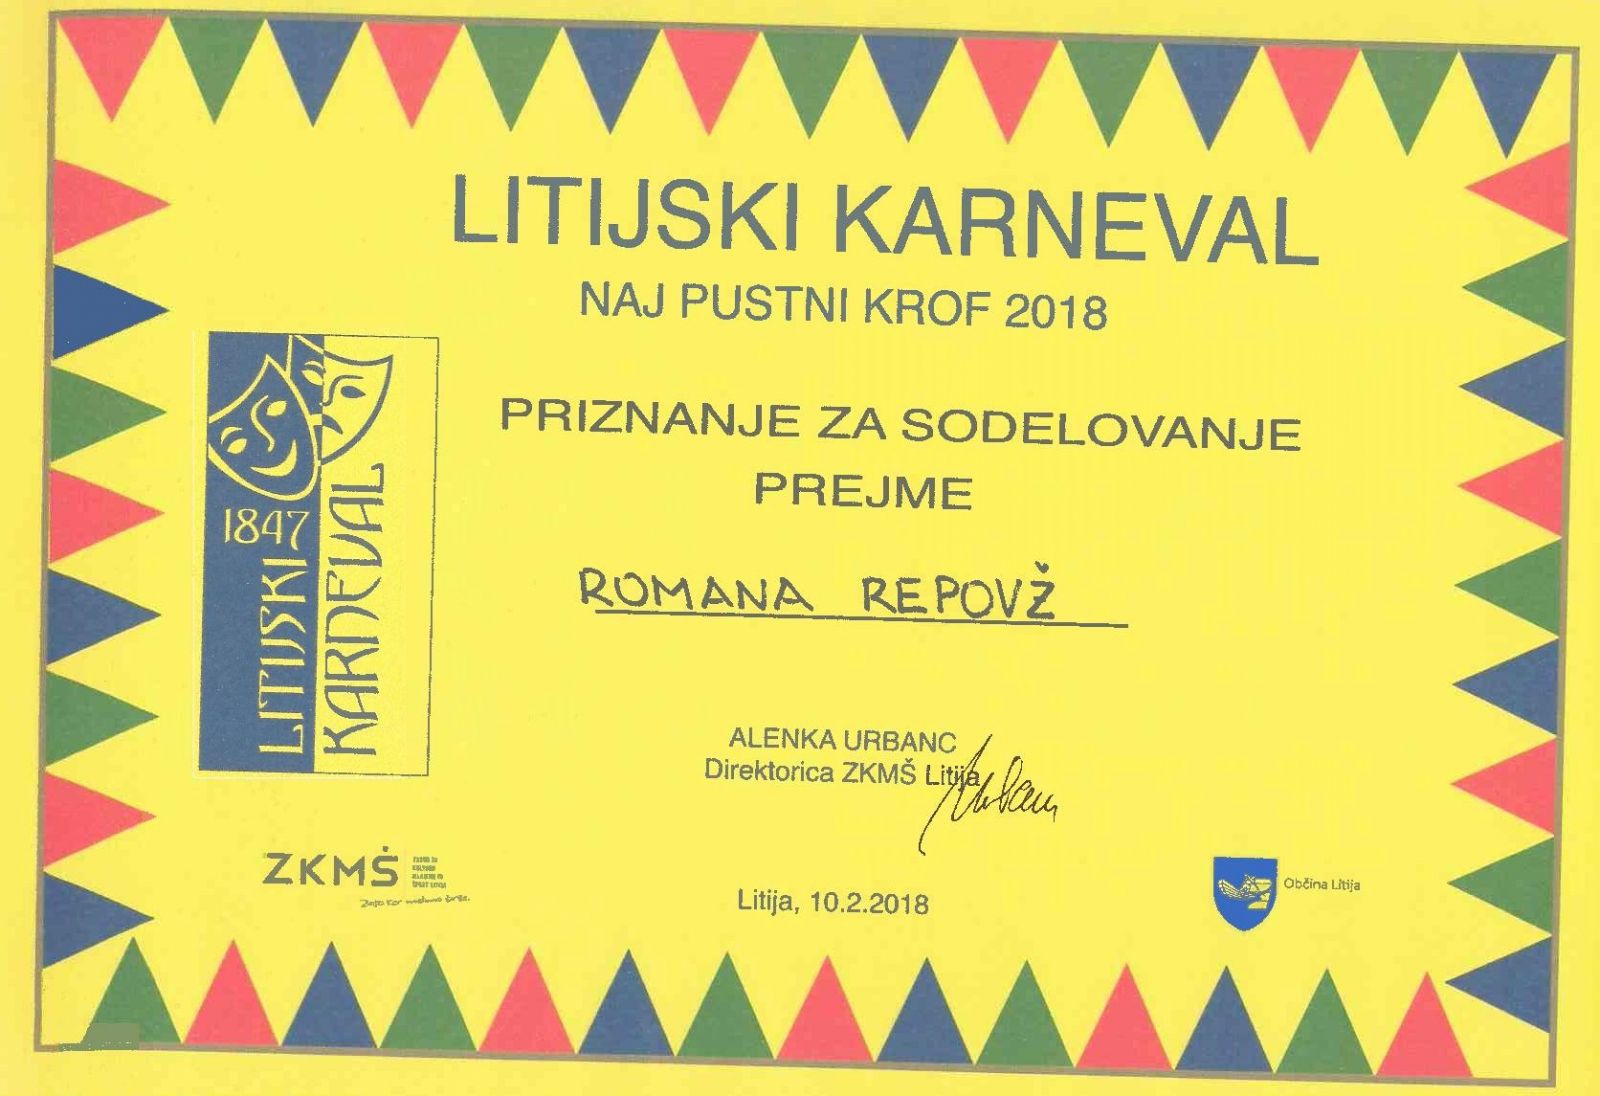 LITIJSKI KARNEVAL
NAJ PUSTNI KROF 2018
PRIZNANJE ZA SODELOVANJE
PREJME
ROMANA REPOVŽ
1847
LITIJSKI
KARNEVAL
ALENKA URBANC
Direktorica ZKMŠ Litija
ZKMŠ
Litija, 10.2.2018
Občina Litija